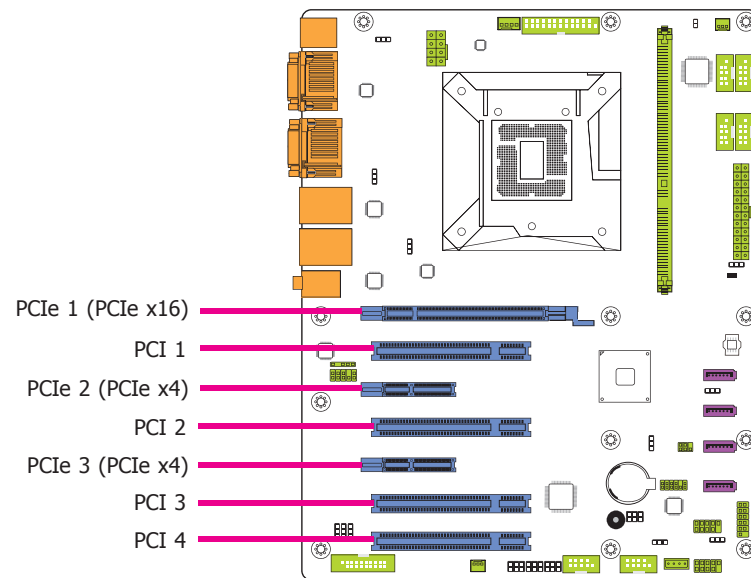 PCIe 1 (PCIe x16)
PCI 1
PCIe 2 (PCIe x4)
PCI 2
PCIe 3 (PCIe x4)
PCI 3
PCI 4